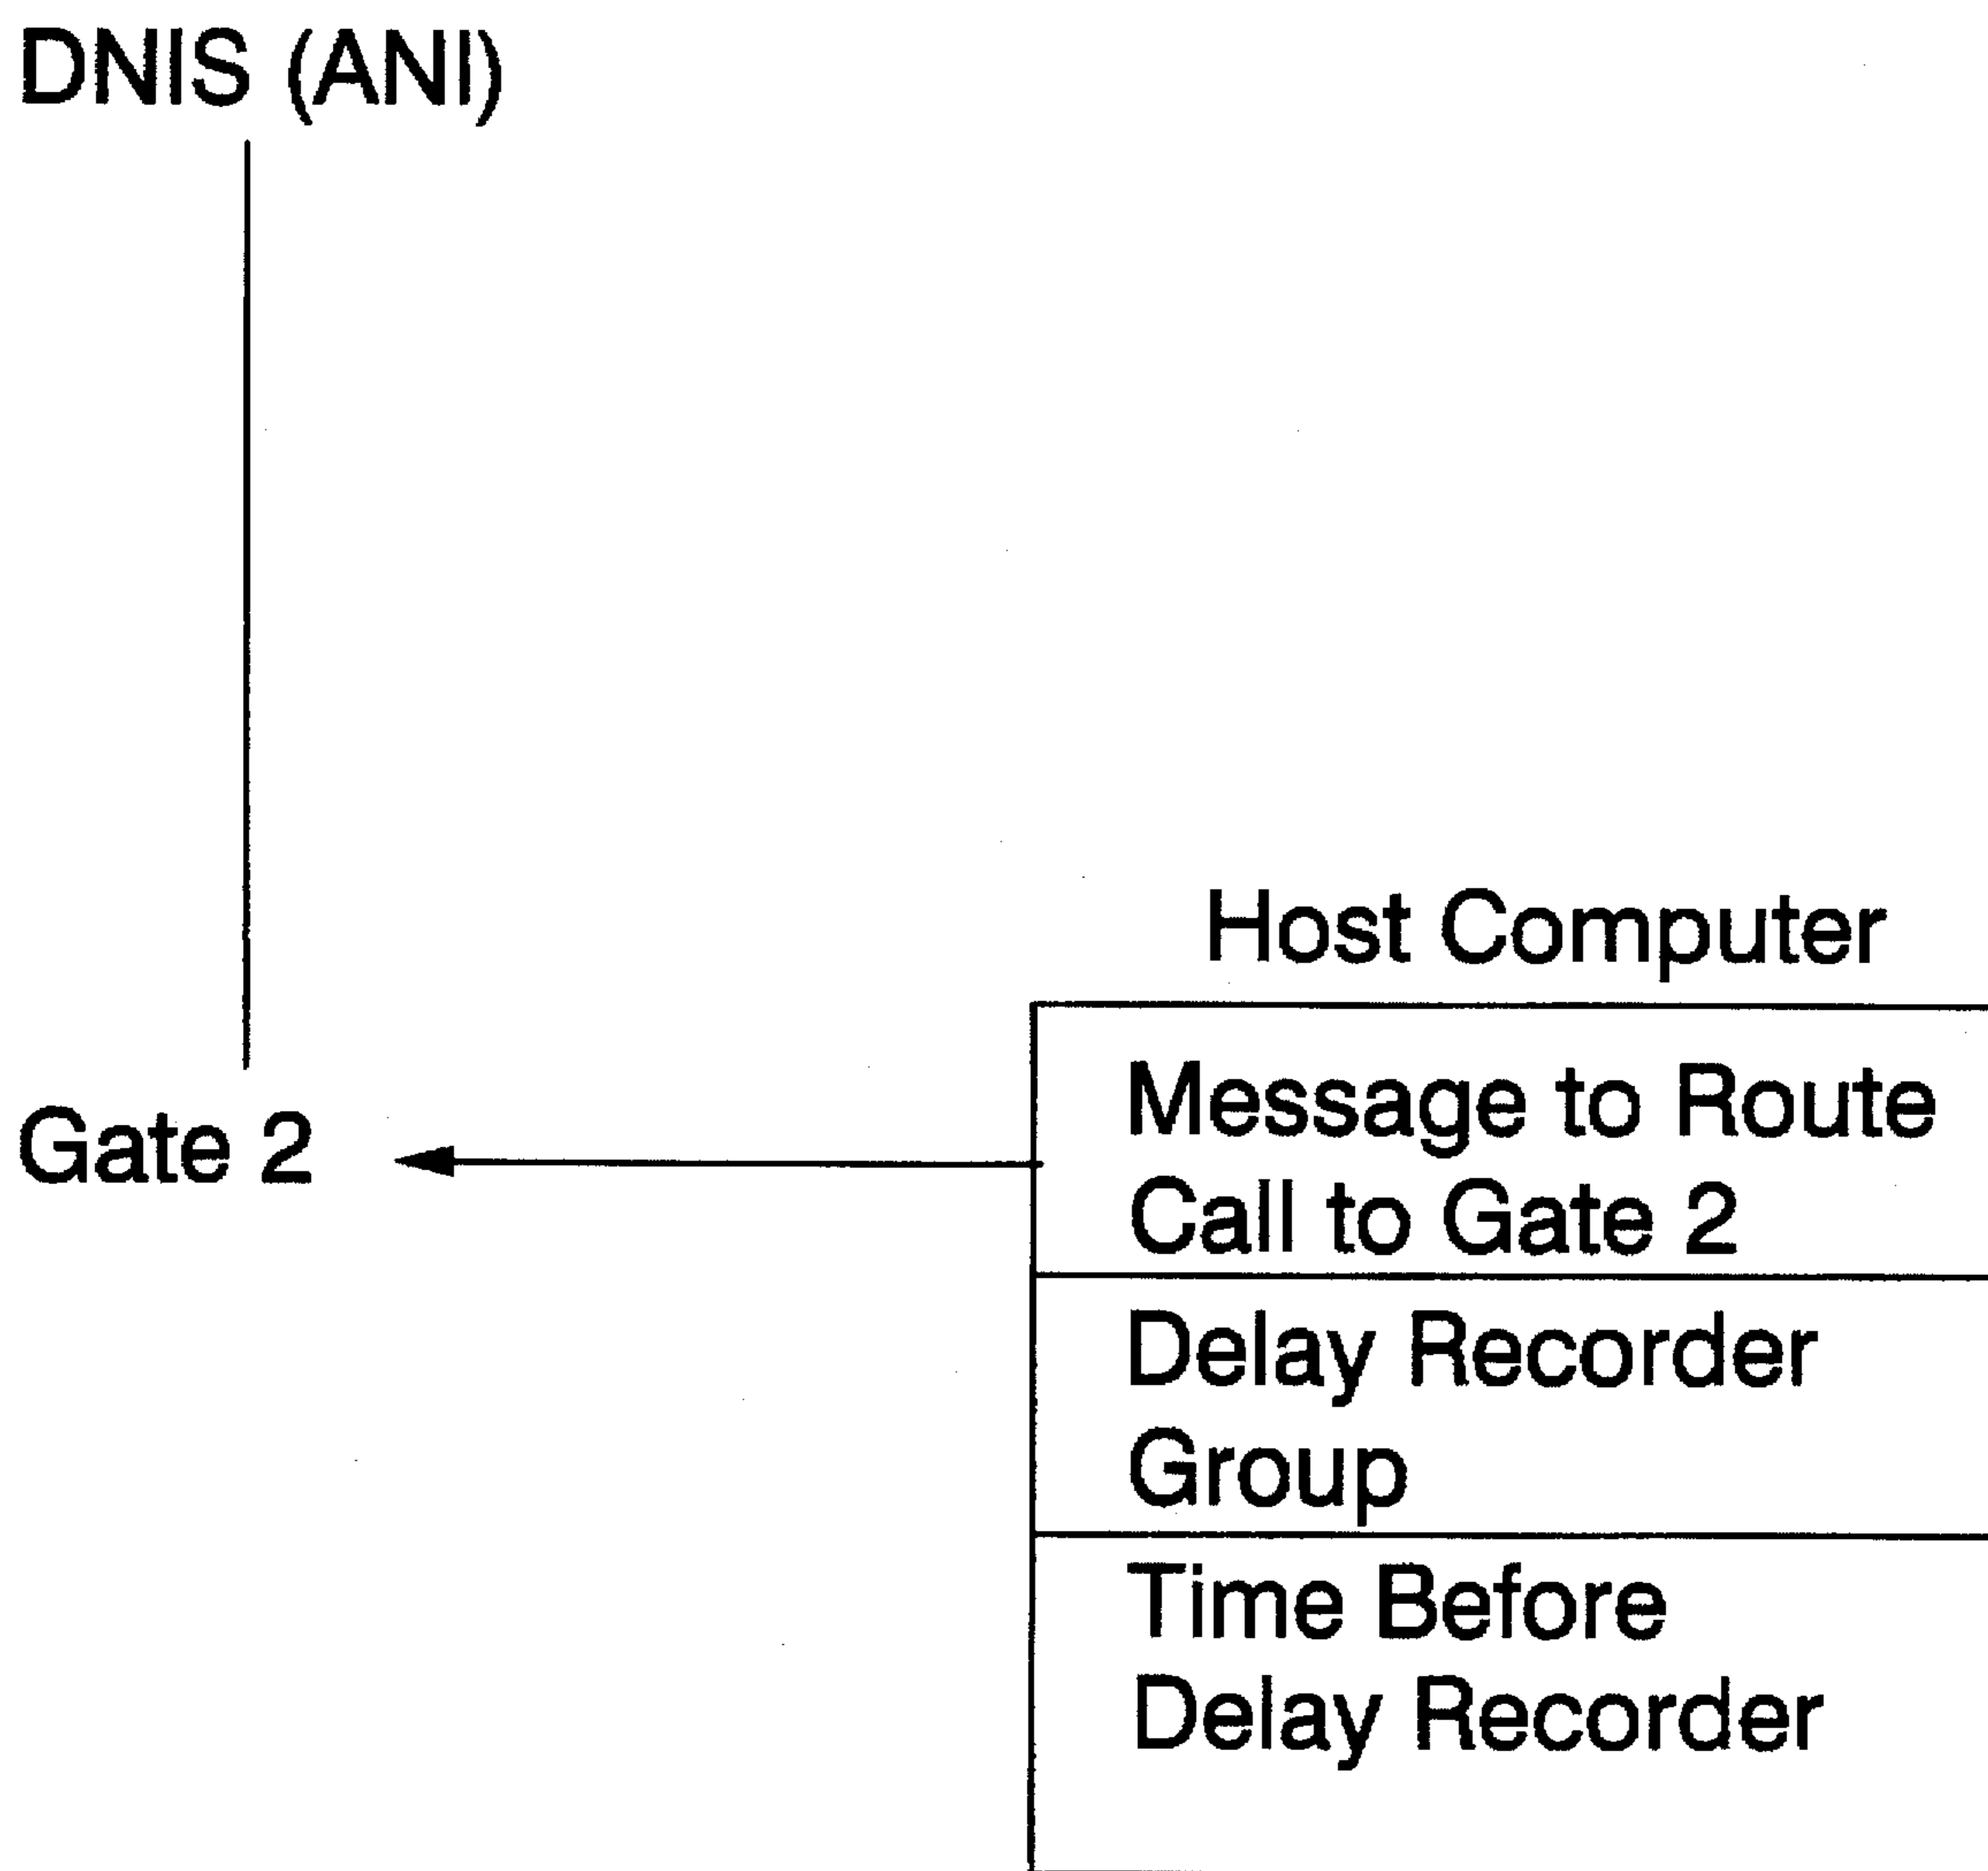 DNIS (ANI)
Host Computer
Gate 2
Message to Route
Call to Gate 2
Delay Recorder
Group
Time Before
Delay Recorder